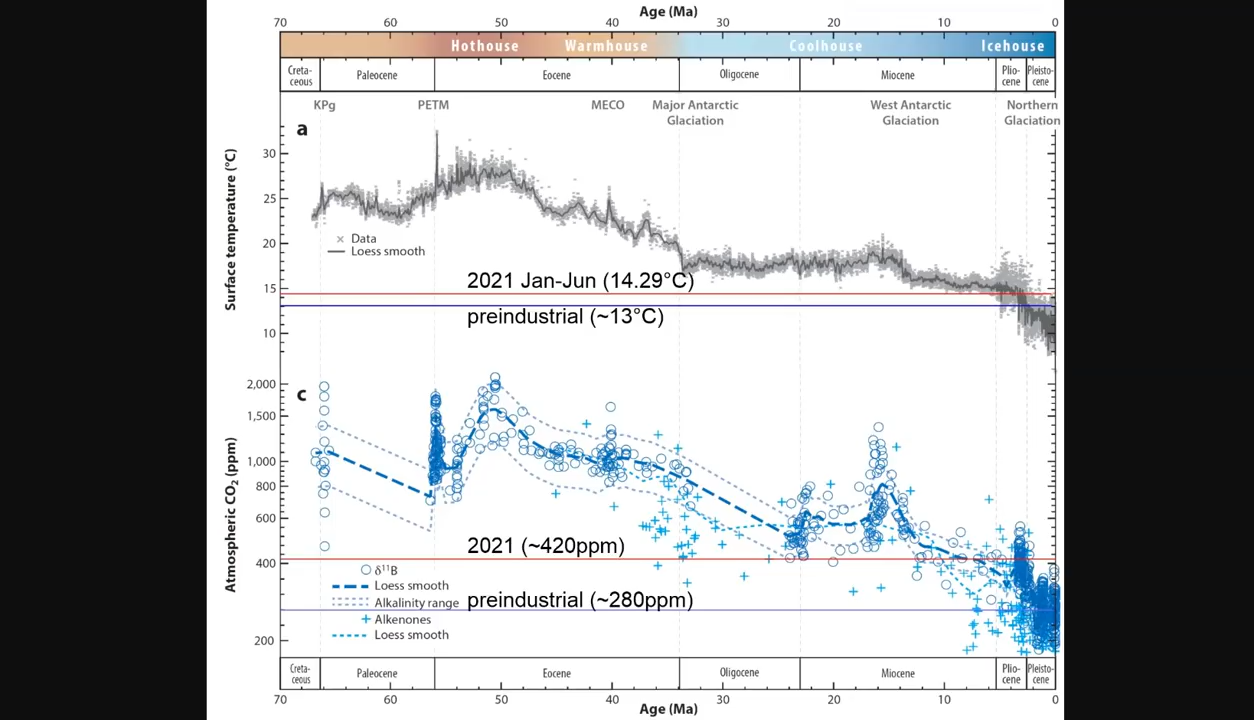 Age (Ma)
70 60 50 40 30 20 10 0
Hothouse Warmhouse Coolhouse Icehouse
Creta-
ceous
Paleocene
Eocene
Oligocene
Miocene
Plio-
cene
Pleisto-
cene
KPg
PETM
MECO
Major Antarctic
Glaciation
West Antarctic
Glaciation
Northern
Glaciation
a
Surface temperature (°C)
30
25
20
15
10
Data
Loess smooth
2021 Jan-Jun (14.29°C)
preindustrial (~13°C)
c
Atmospheric CO2 (ppm)
2,000
1,500
1,000
800
600
400
200
2021 (~420ppm)
δ11B
Loess smooth
Alkalinity range
preindustrial (~280ppm)
Alkenones
Loess smooth
Creta-
ceous
Paleocene
Eocene
Oligocene
Miocene
Plio-
cene
Pleisto-
cene
70 60 50 40 30 20 10 0
Age (Ma)